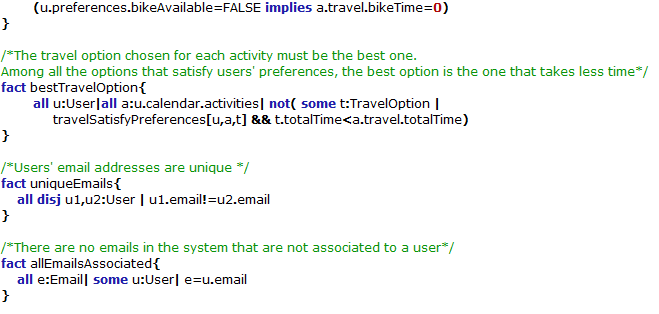 (u.preferences.bikeAvailable=FALSE implies a.travel.bikeTime=0)
}
/*The travel option chosen for each activity must be the best one.
Among all the options that satisfy users' preferences, the best option is the one that takes less time*/
fact bestTravelOption{
all u:User|all a:u.calendar.activities| not( some t:TravelOption |
travelSatisfyPreferences[u,a,t] && t.totalTime<a.travel.totalTime)
}
/*Users' email addresses are unique */
fact uniqueEmails{
all disj u1,u2:User | u1.email!=u2.email
}
/*There are no emails in the system that are not associated to a user*/
fact allEmailsAssociated{
all e:Email| some u:User| e=u.email
}